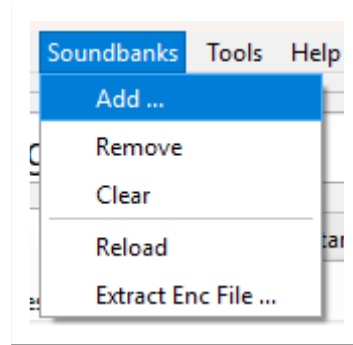 Soundbanks Tools Help
Add ...
Remove
Clear
Reload
Extract Enc File ...